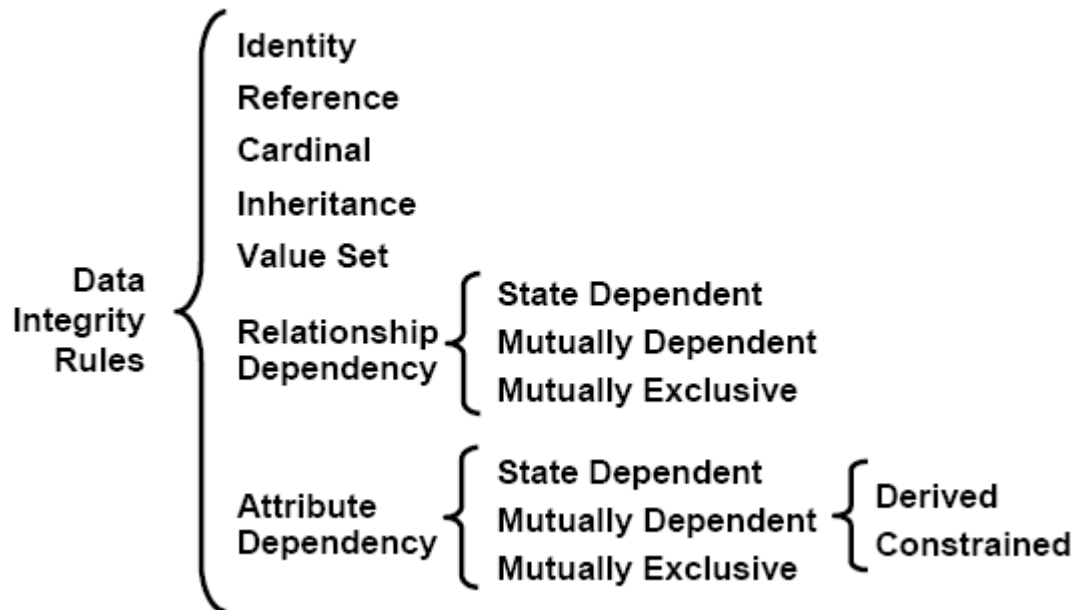 Data
Integrity
Rules
Identity
Reference
Cardinal
Inheritance
Value Set
Relationship
Dependency
State Dependent
Mutually Dependent
Mutually Exclusive
Attribute
Dependency
State Dependent
Mutually Dependent
Mutually Exclusive
Derived
Constrained